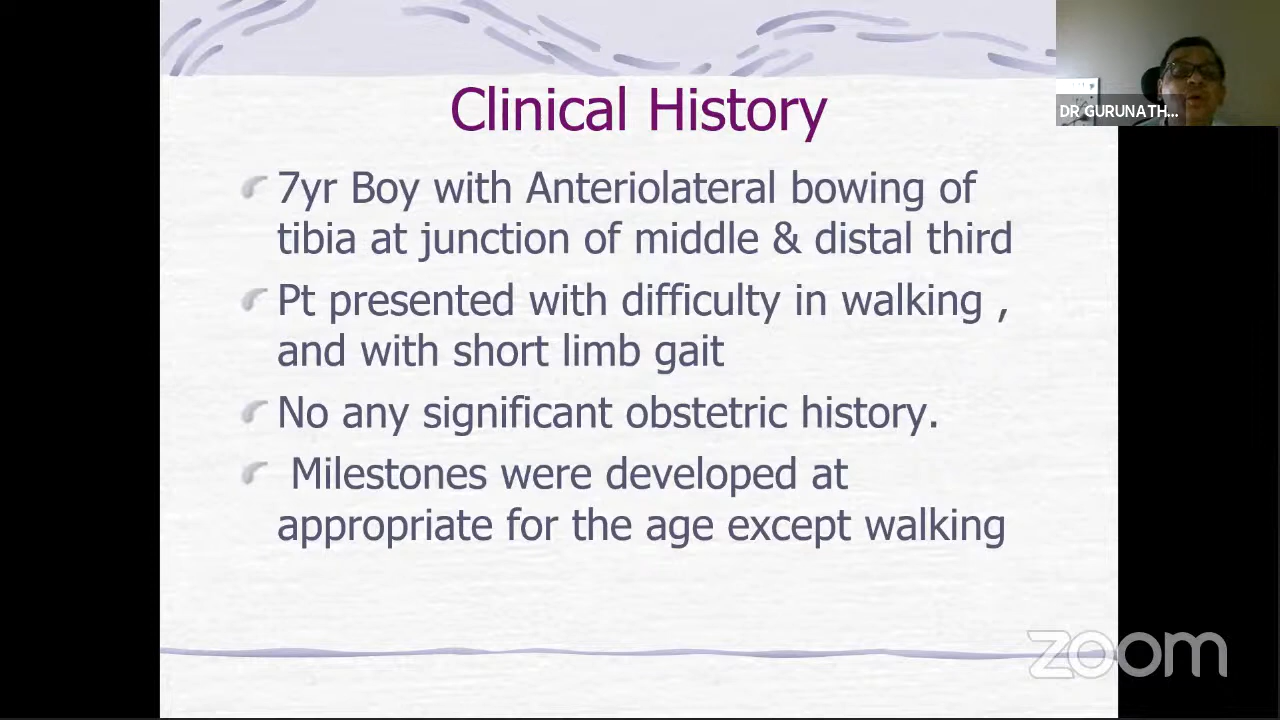 Clinical History
7yr Boy with Anteriolateral bowing of
tibia at junction of middle & distal third
Pt presented with difficulty in walking ,
and with short limb gait
No any significant obstetric history.
Milestones were developed at
appropriate for the age except walking
DR GURUNATH...
zoom